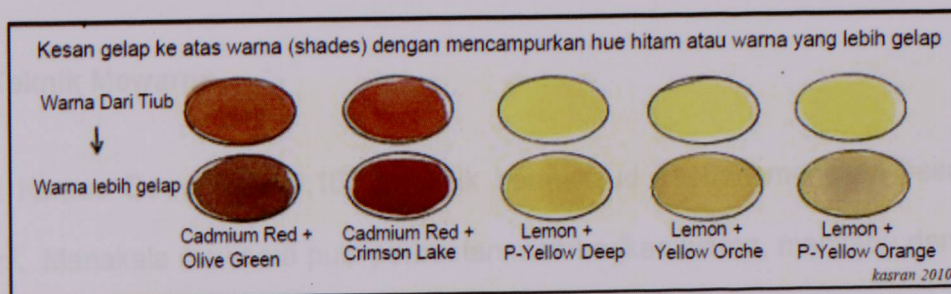 Kesan gelap ke atas warna (shades) dengan mencampurkan hue hitam atau warna yang lebih gelap
Warna Dari Tiub
Warna lebih gelap
Cadmium Red +
Olive Green
Cadmium Red +
Crimson Lake
Lemon +
P-Yellow Deep
Lemon +
Yellow Orche
Lemon +
P-Yellow Orange
kasran 2010